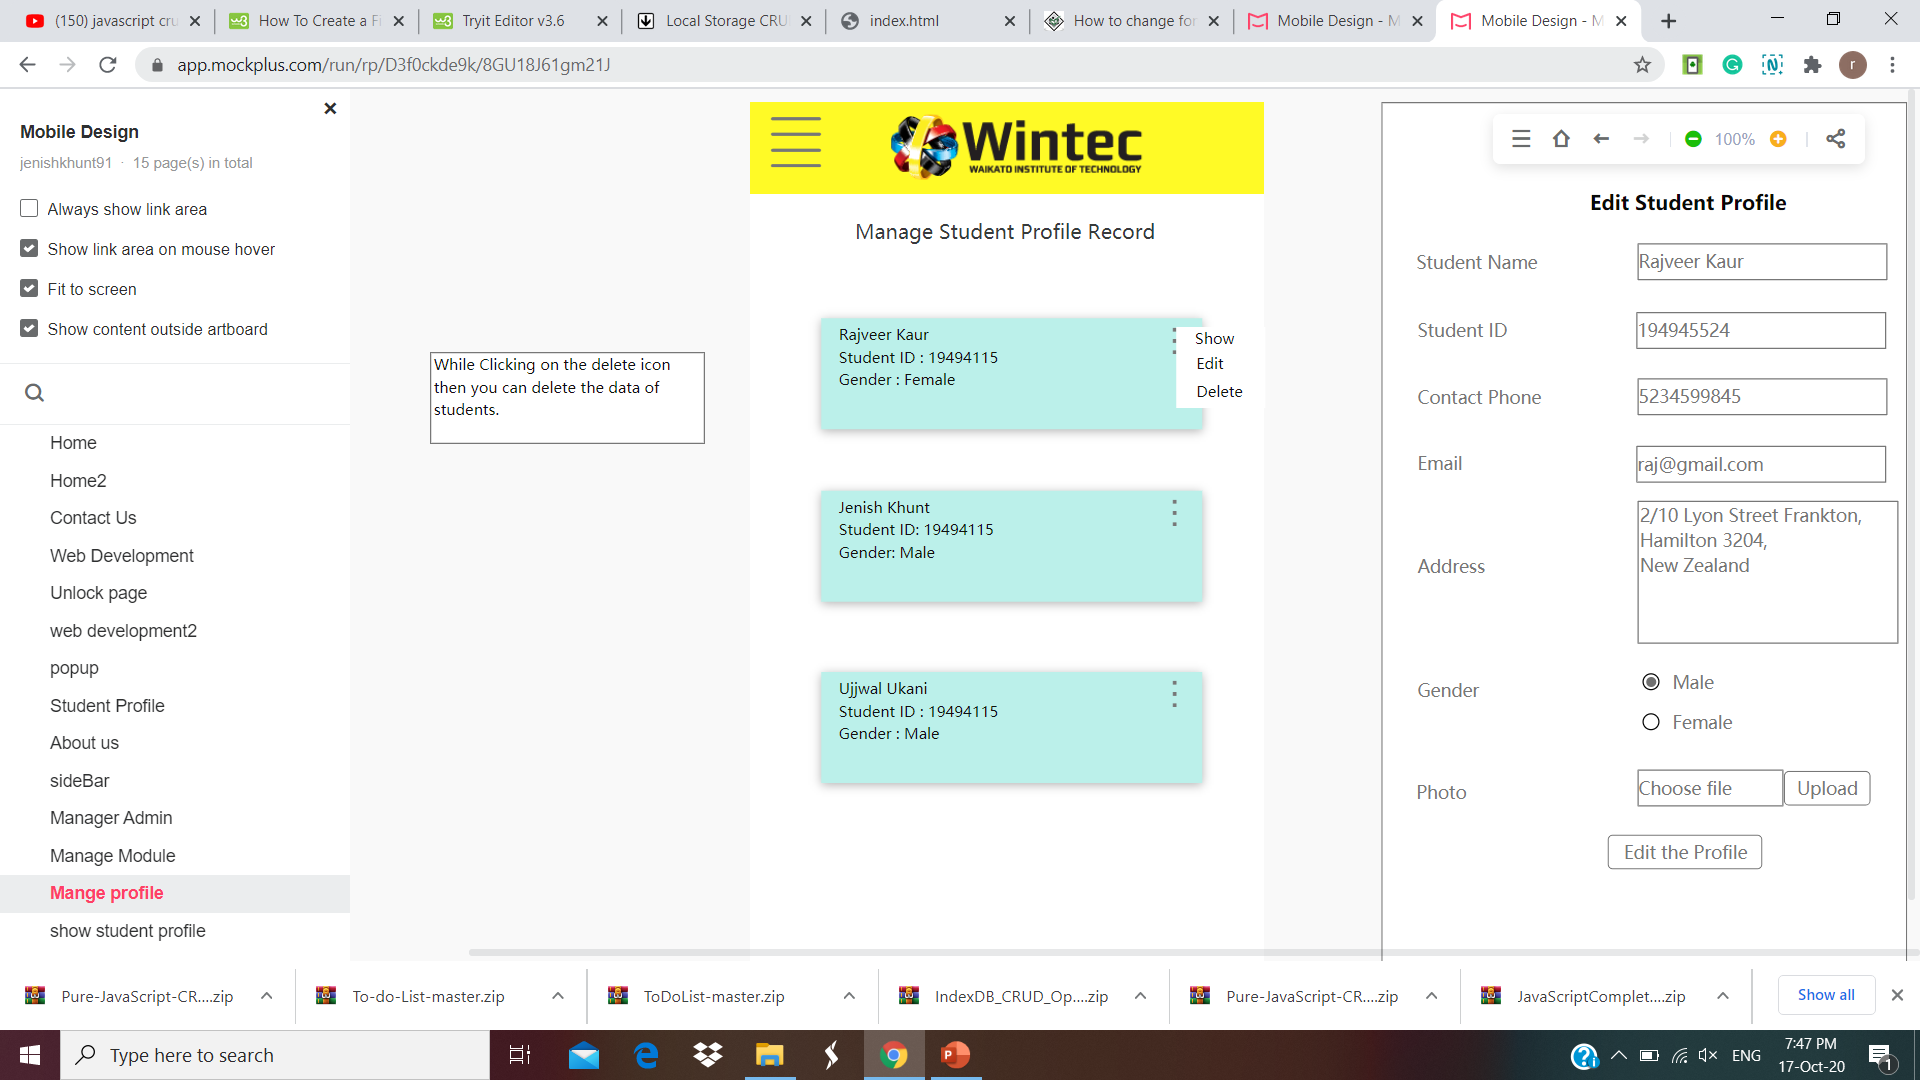 (150) javascript cru
How To Create a Fi
Tryit Editor v3.6
Local Storage CRU
index.html
How to change for
Mobile Design - M
Mobile Design - M
app.mockplus.com/run/rp/D3f0ckde9k/8GU18J61gm21J
r
Mobile Design
jenishkhunt91 · 15 page(s) in total
Always show link area
Show link area on mouse hover
Fit to screen
Show content outside artboard
Home
Home2
Contact Us
Web Development
Unlock page
web development2
popup
Student Profile
About us
sideBar
Manager Admin
Manage Module
Mange profile
show student profile
While Clicking on the delete icon
then you can delete the data of
students.
Wintec
WAIKATO INSTITUTE OF TECHNOLOGY
Manage Student Profile Record
Rajveer Kaur
Student ID : 19494115
Gender : Female
Show
Edit
Delete
Jenish Khunt
Student ID: 19494115
Gender: Male
Ujjwal Ukani
Student ID : 19494115
Gender : Male
100%
Edit Student Profile
Student Name
Rajveer Kaur
Student ID
194945524
Contact Phone
5234599845
Email
raj@gmail.com
Address
2/10 Lyon Street Frankton,
Hamilton 3204,
New Zealand
Gender
Male
Female
Photo
Choose file
Upload
Edit the Profile
Pure-JavaScript-CR....zip
To-do-List-master.zip
ToDoList-master.zip
IndexDB_CRUD_Op....zip
Pure-JavaScript-CR....zip
JavaScriptComplet....zip
Show all
Type here to search
ENG
7:47 PM
17-Oct-20
1